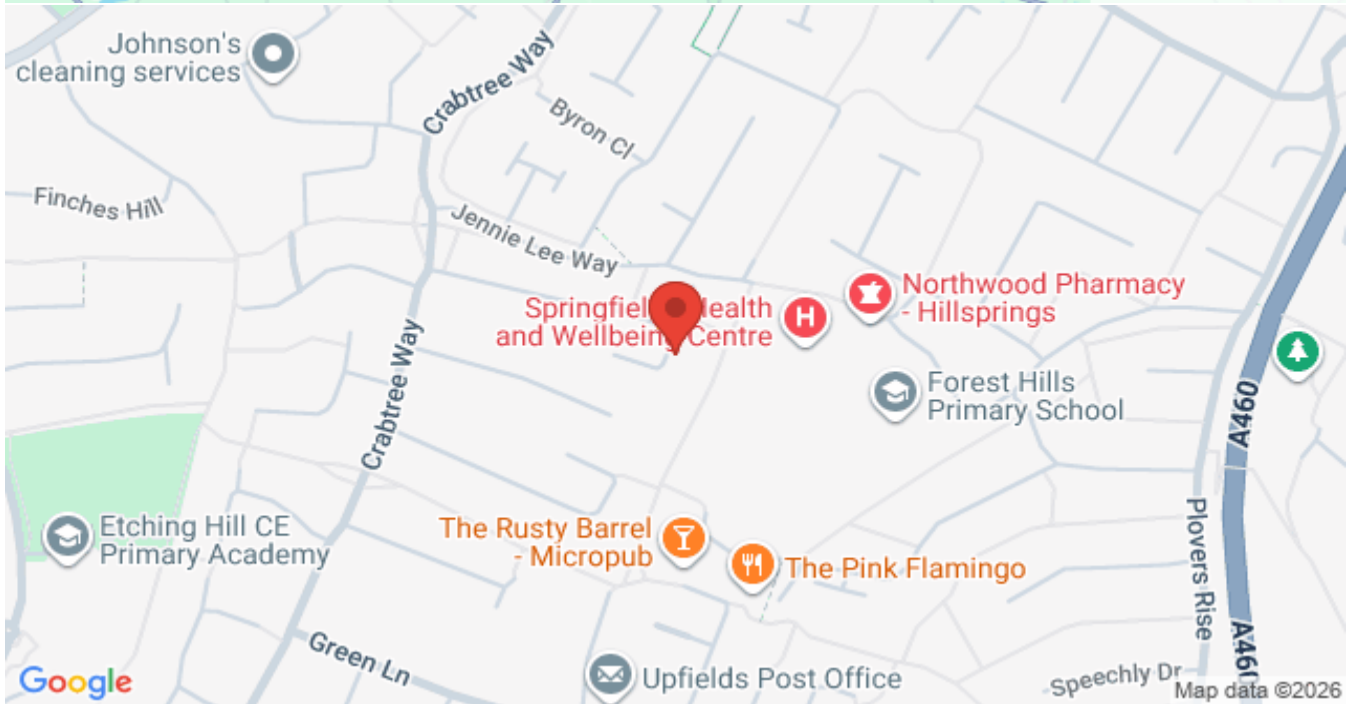 Johnson's
cleaning services
Crabtree Way
Byron Cl
Finches Hill
Jennie Lee Way
Northwood Pharmacy
- Hillsprings
Health
and Wellbeing Centre
Forest Hills
Primary School
Crabtree Way
A460
Etching Hill CE
Primary Academy
The Rusty Barrel
- Micropub
The Pink Flamingo
Plovers Rise
Green Ln
Upfields Post Office
Speechly Dr
A460
Google
Map data ©2026